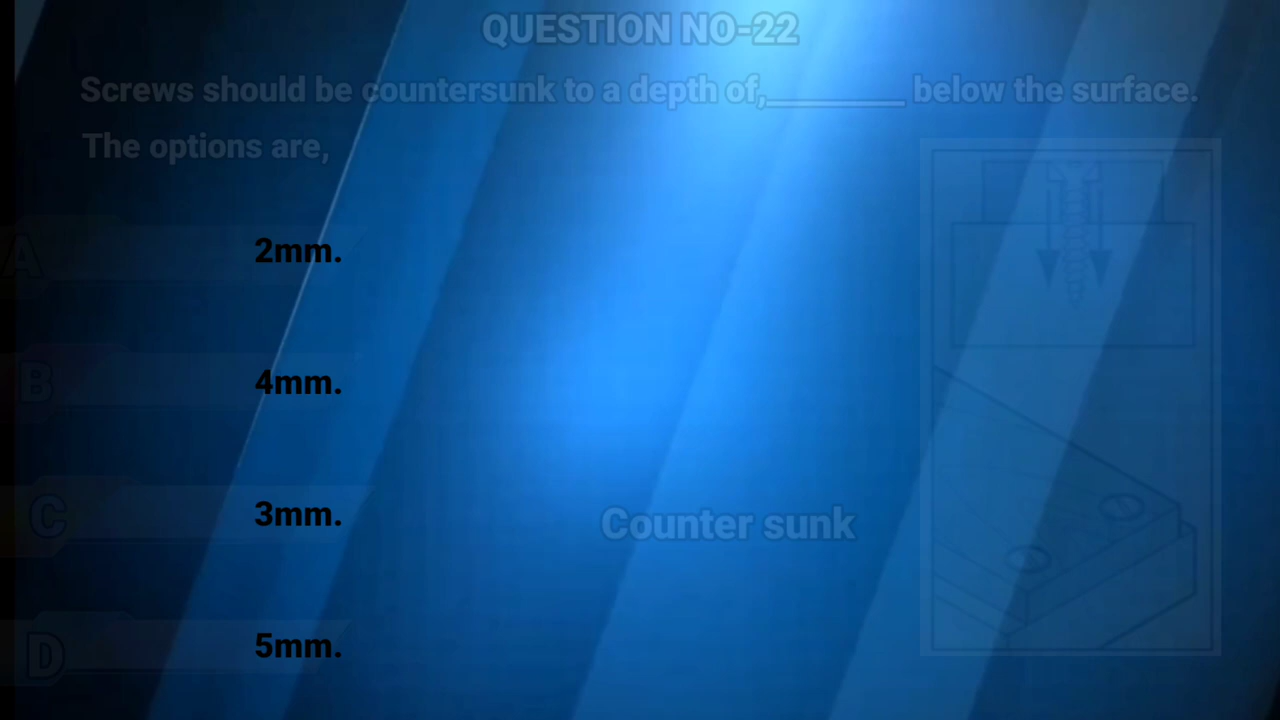 QUESTION NO-22
Screws should be countersunk to a depth of,_________ below the surface.
The options are,
A 2mm.
B 4mm.
C 3mm.
Counter sunk
D 5mm.